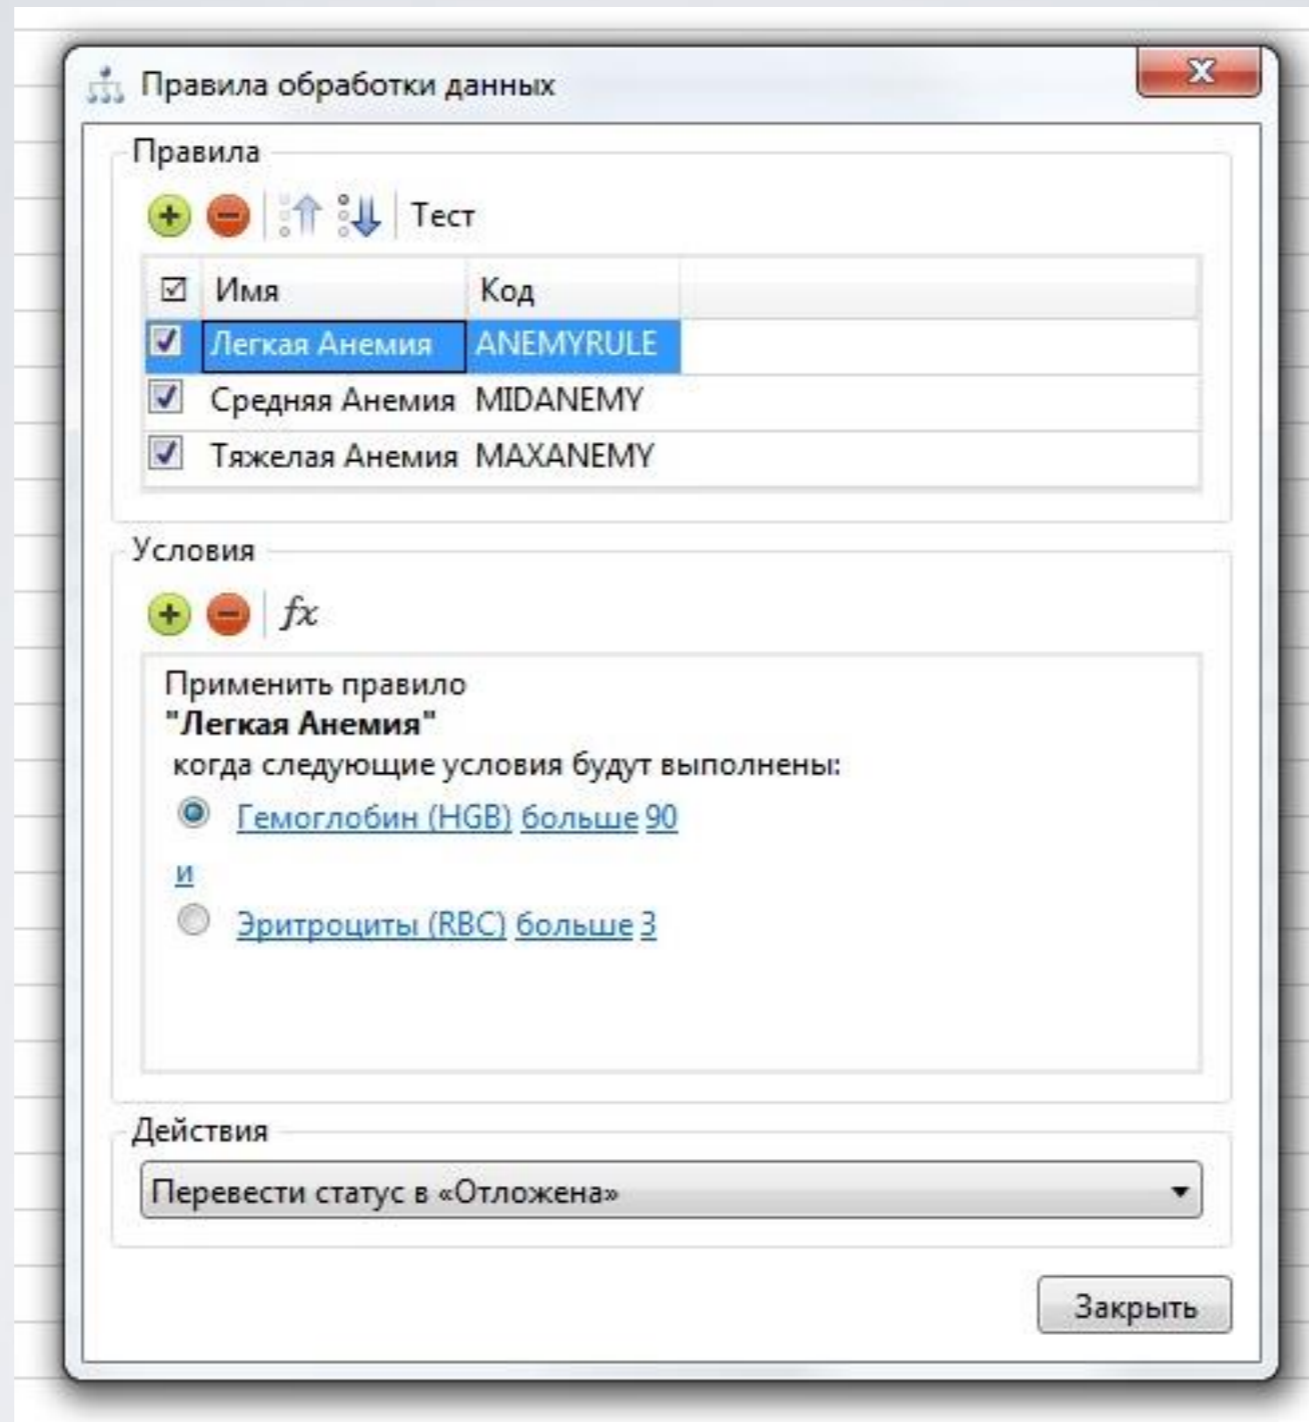 Правила обработки данных
Правила
Тест
Имя Код
Легкая Анемия ANEMYRULE
Средняя Анемия MIDANEMY
Тяжелая Анемия MAXANEMY
Условия
fx
Применить правило
"Легкая Анемия"
когда следующие условия будут выполнены:
Гемоглобин (HGB) больше 90
и
Эритроциты (RBC) больше 3
Действия
Перевести статус в «Отложена»
Закрыть